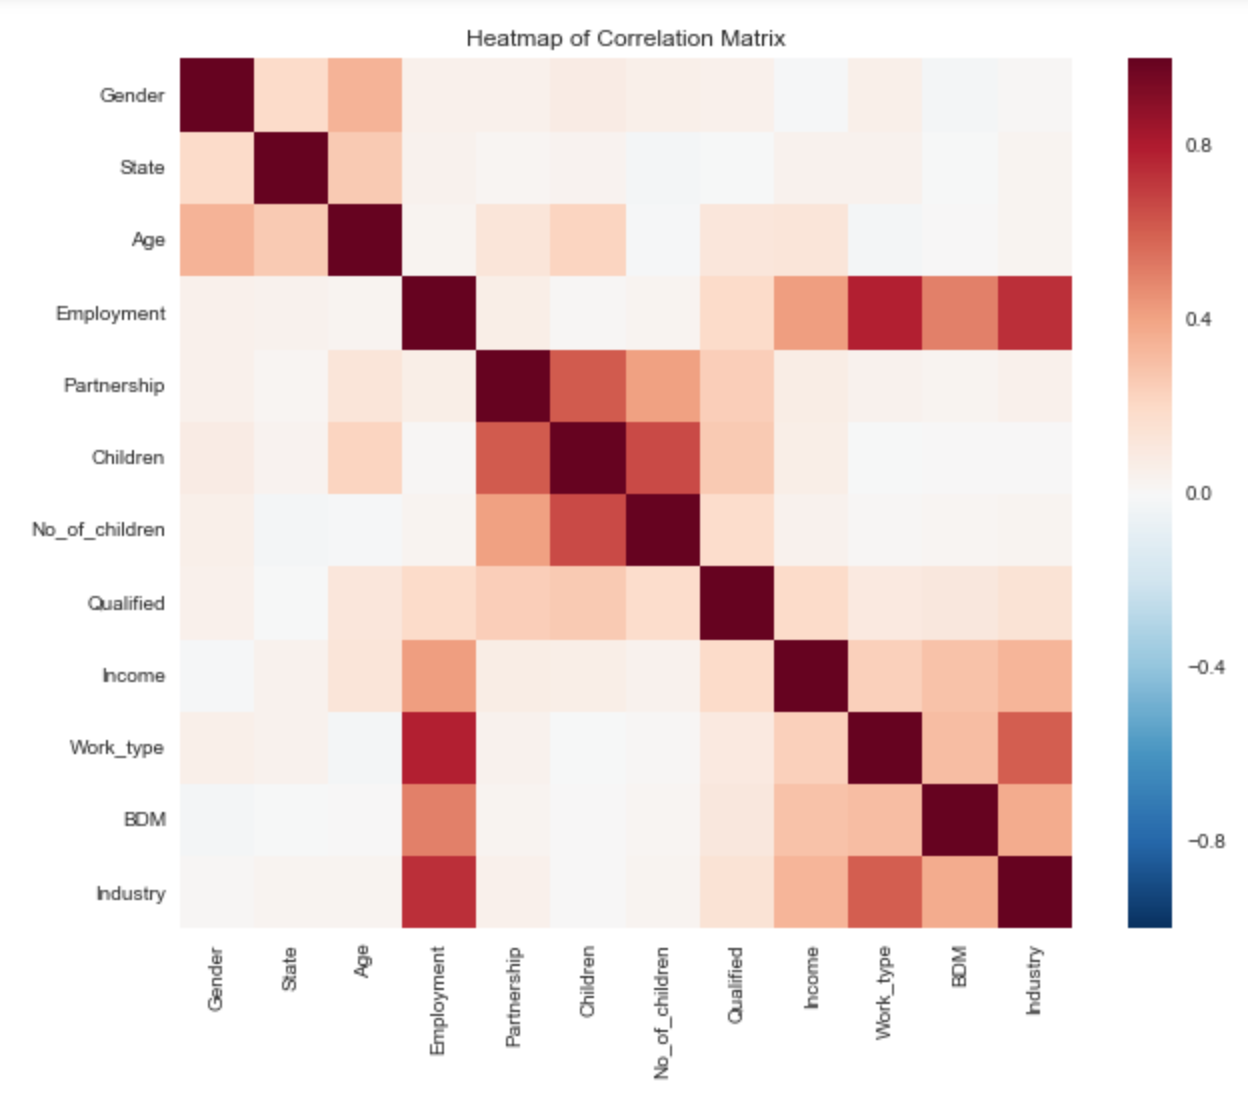 Heatmap of Correlation Matrix
Gender
State
Age
Employment
Partnership
Children
No_of_children
Qualified
Income
Work_type
BDM
Industry
Gender
State
Age
Employment
Partnership
Children
No_of_children
Qualified
Income
Work_type
BDM
Industry
0.8
0.4
0.0
−0.4
−0.8